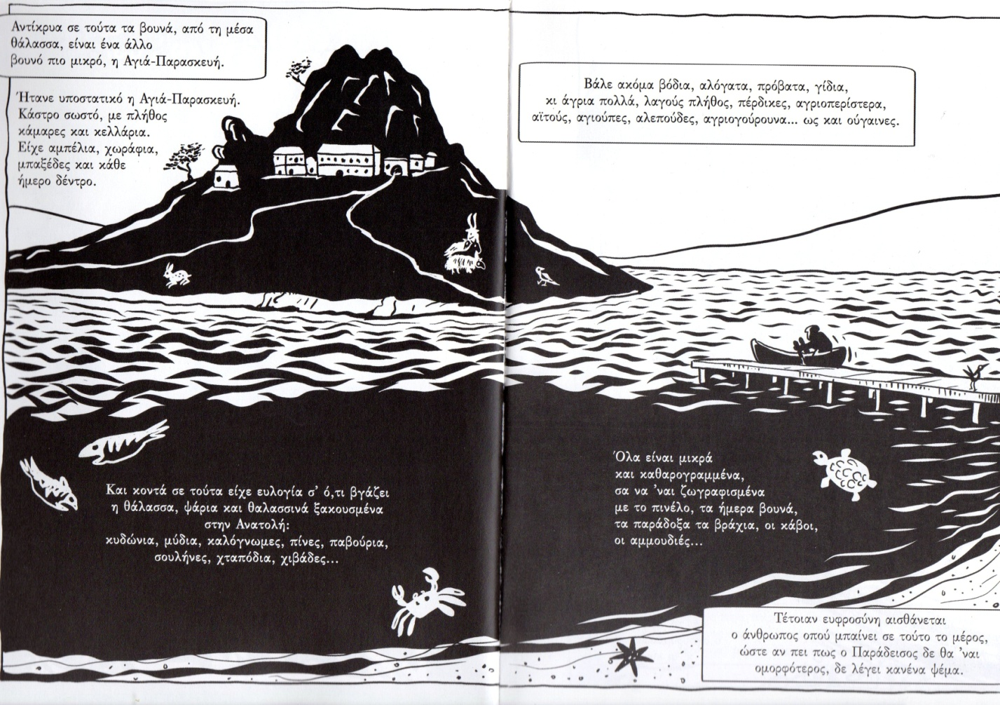 Αντίκρυα σε τούτα τα βουνά, από τη μέσα
θάλασσα, είναι ένα άλλο
βουνό πιο μικρό, η Αγιά-Παρασκευή.
Ήτανε υποστατικό η Αγιά-Παρασκευή.
Κάστρο σωστό, με πλήθος
κάμαρες και κελλάρια.
Είχε αμπέλια, χωράφια,
μπαξέδες και κάθε
ήμερο δέντρο.
Και κοντά σε τούτα είχε ευλογία σ' ό,τι βγάζει
η θάλασσα, ψάρια και θαλασσινά ξακουσμένα
στην Ανατολή:
κυδώνια, μύδια, καλόγνωμες, πίνες, παβούρια,
σουλήνες, χταπόδια, χιβάδες...
Βάλε ακόμα βόδια, αλόγατα, πρόβατα, γίδια,
κι άγρια πολλά, λαγούς πλήθος, πέρδικες, αγριοπερίστερα,
αϊτούς, αγιούπες, αλεπούδες, αγριογούρουνα... ως και ούγαινες.
Όλα είναι μικρά
και καθαρογραμμένα,
σα να 'ναι ζωγραφισμένα
με το πινέλο, τα ήμερα βουνά,
τα παράδοξα τα βράχια, οι κάβοι,
οι αμμουδιές...
Τέτοιαν ευφροσύνη αισθάνεται
ο άνθρωπος οπού μπαίνει σε τούτο το μέρος,
ώστε αν πει πως ο Παράδεισος δε θα 'ναι
ομορφότερος, δε λέγει κανένα ψέμα.